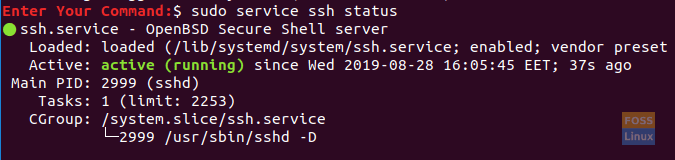 Enter Your Command:$ sudo service ssh status
● ssh.service - OpenBSD Secure Shell server
Loaded: loaded (/lib/systemd/system/ssh.service; enabled; vendor preset
Active: active (running) since Wed 2019-08-28 16:05:45 EET; 37s ago
Main PID: 2999 (sshd)
Tasks: 1 (limit: 2253)
CGroup: /system.slice/ssh.service
└─2999 /usr/sbin/sshd -D
FOSS
Linux